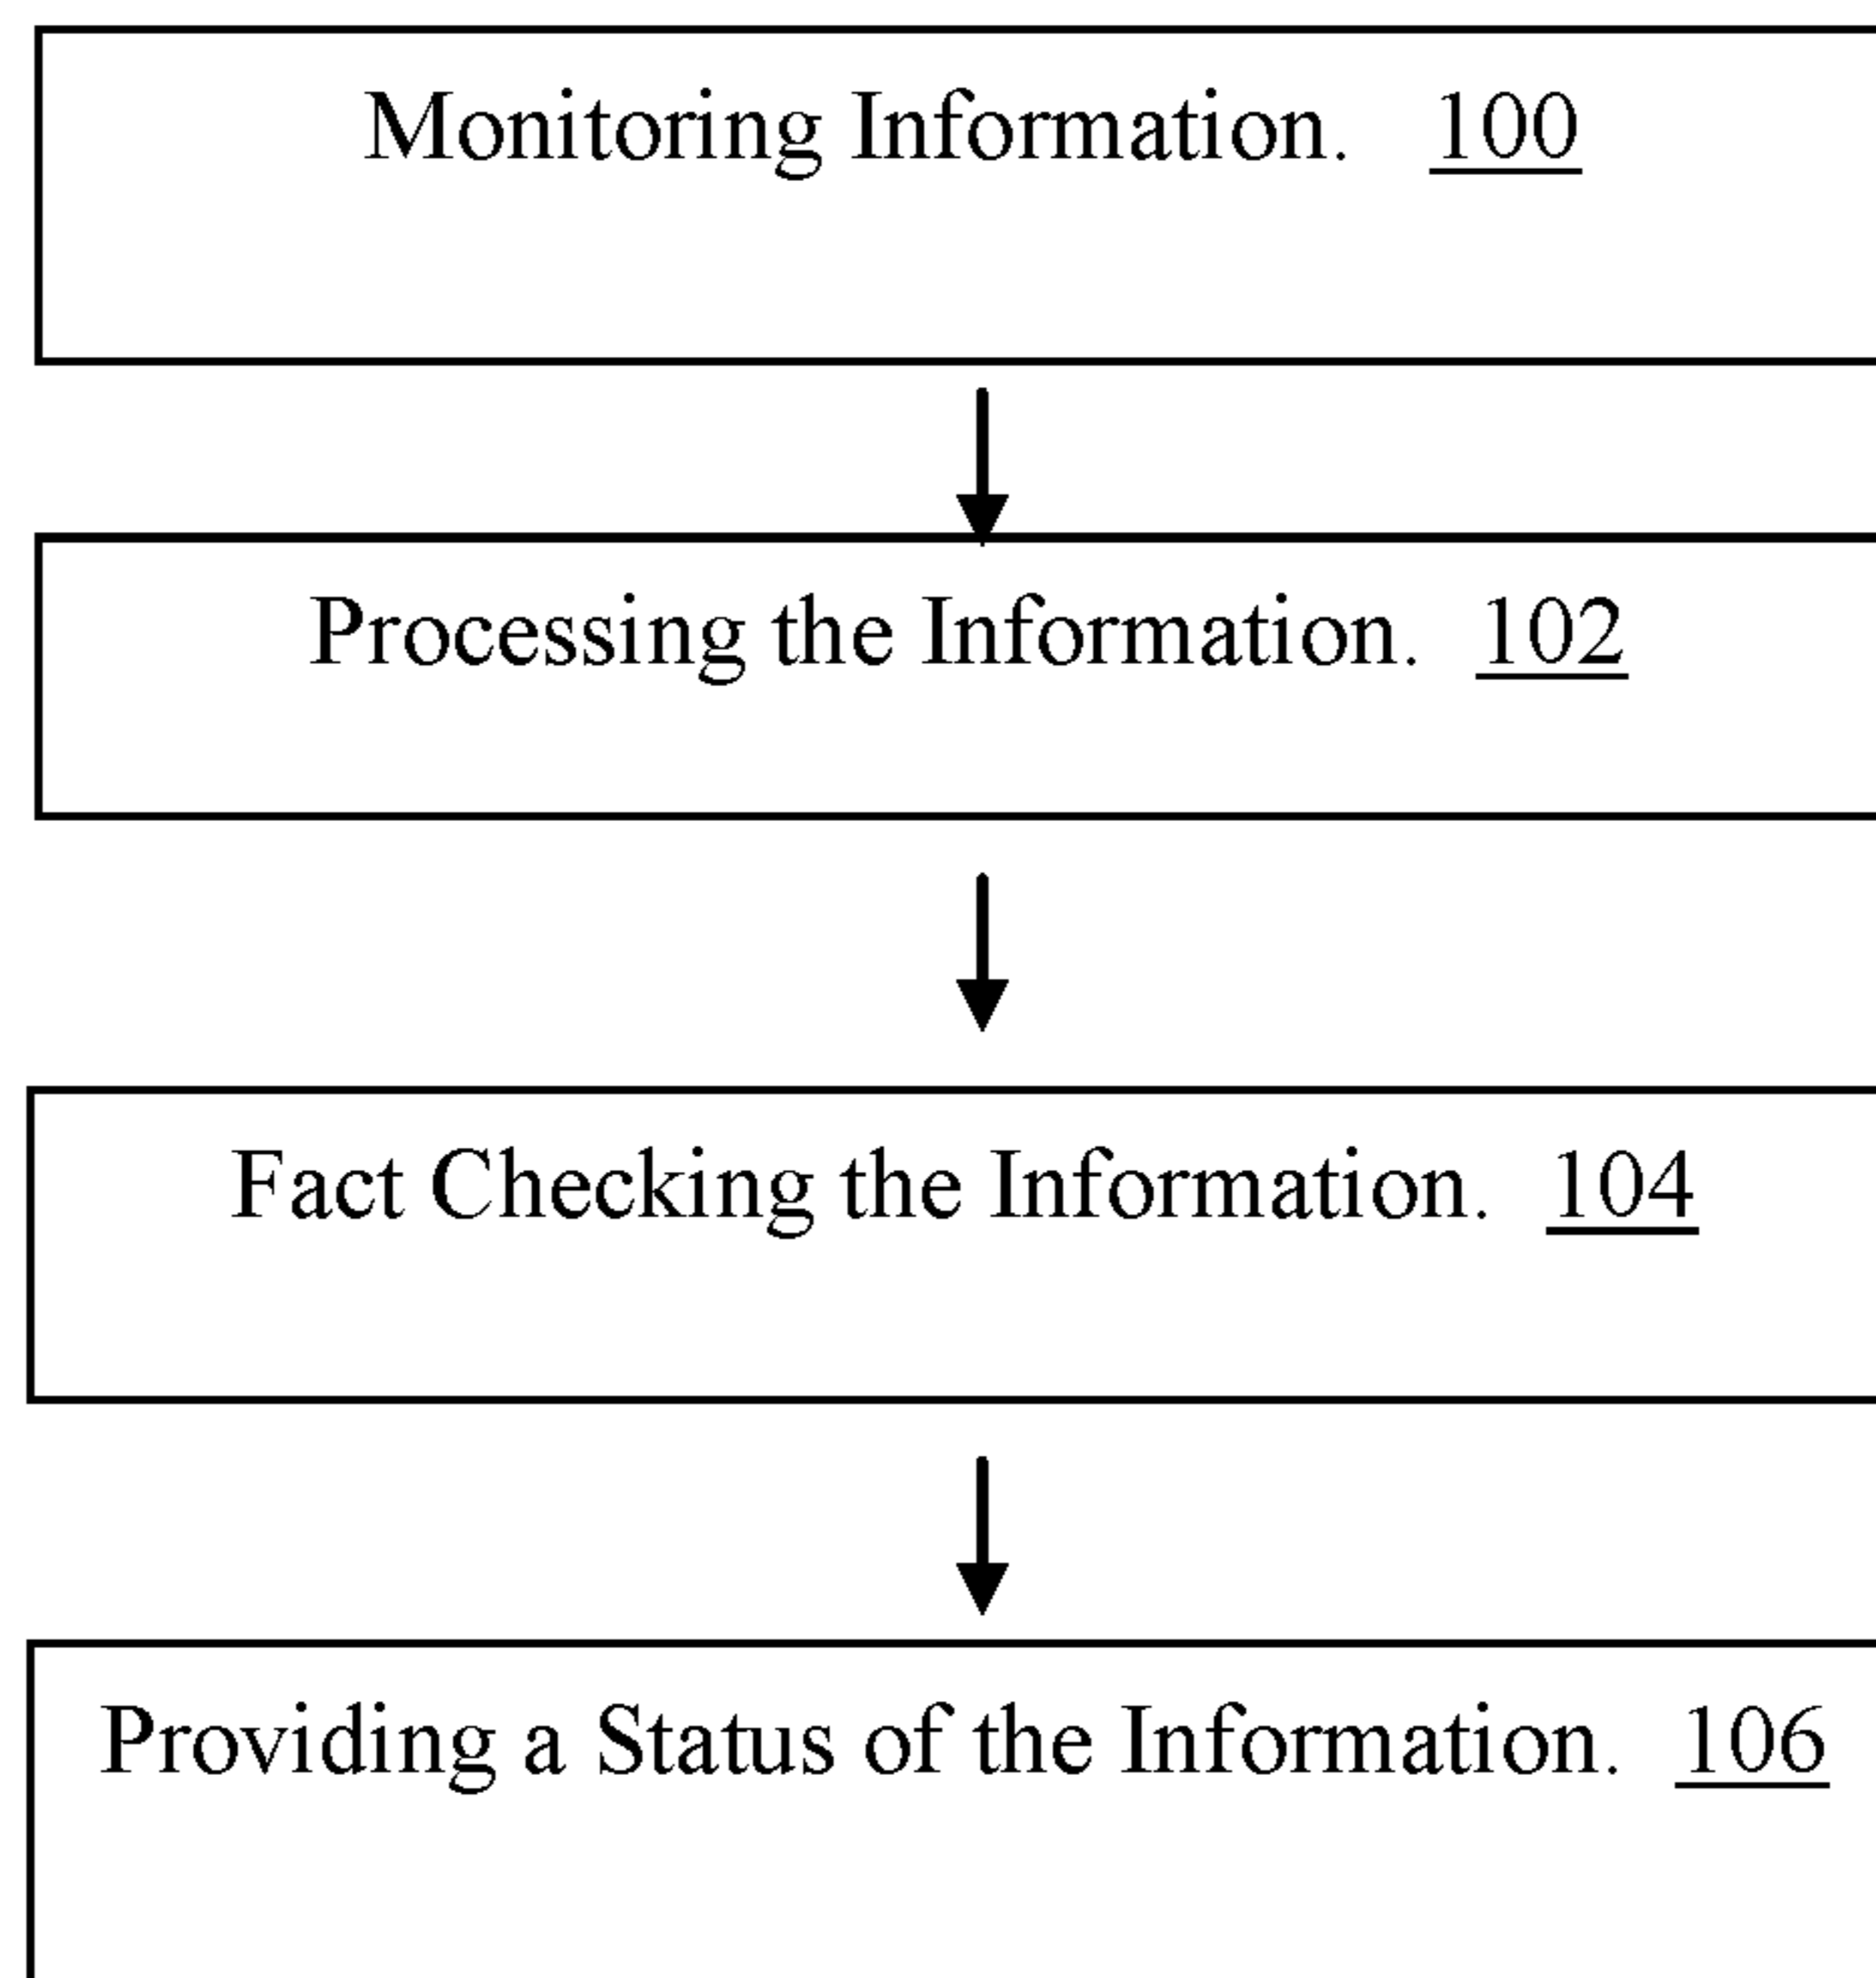 Monitoring Information. 100
Processing the Information. 102
Fact Checking the Information. 104
Providing a Status of the Information. 106